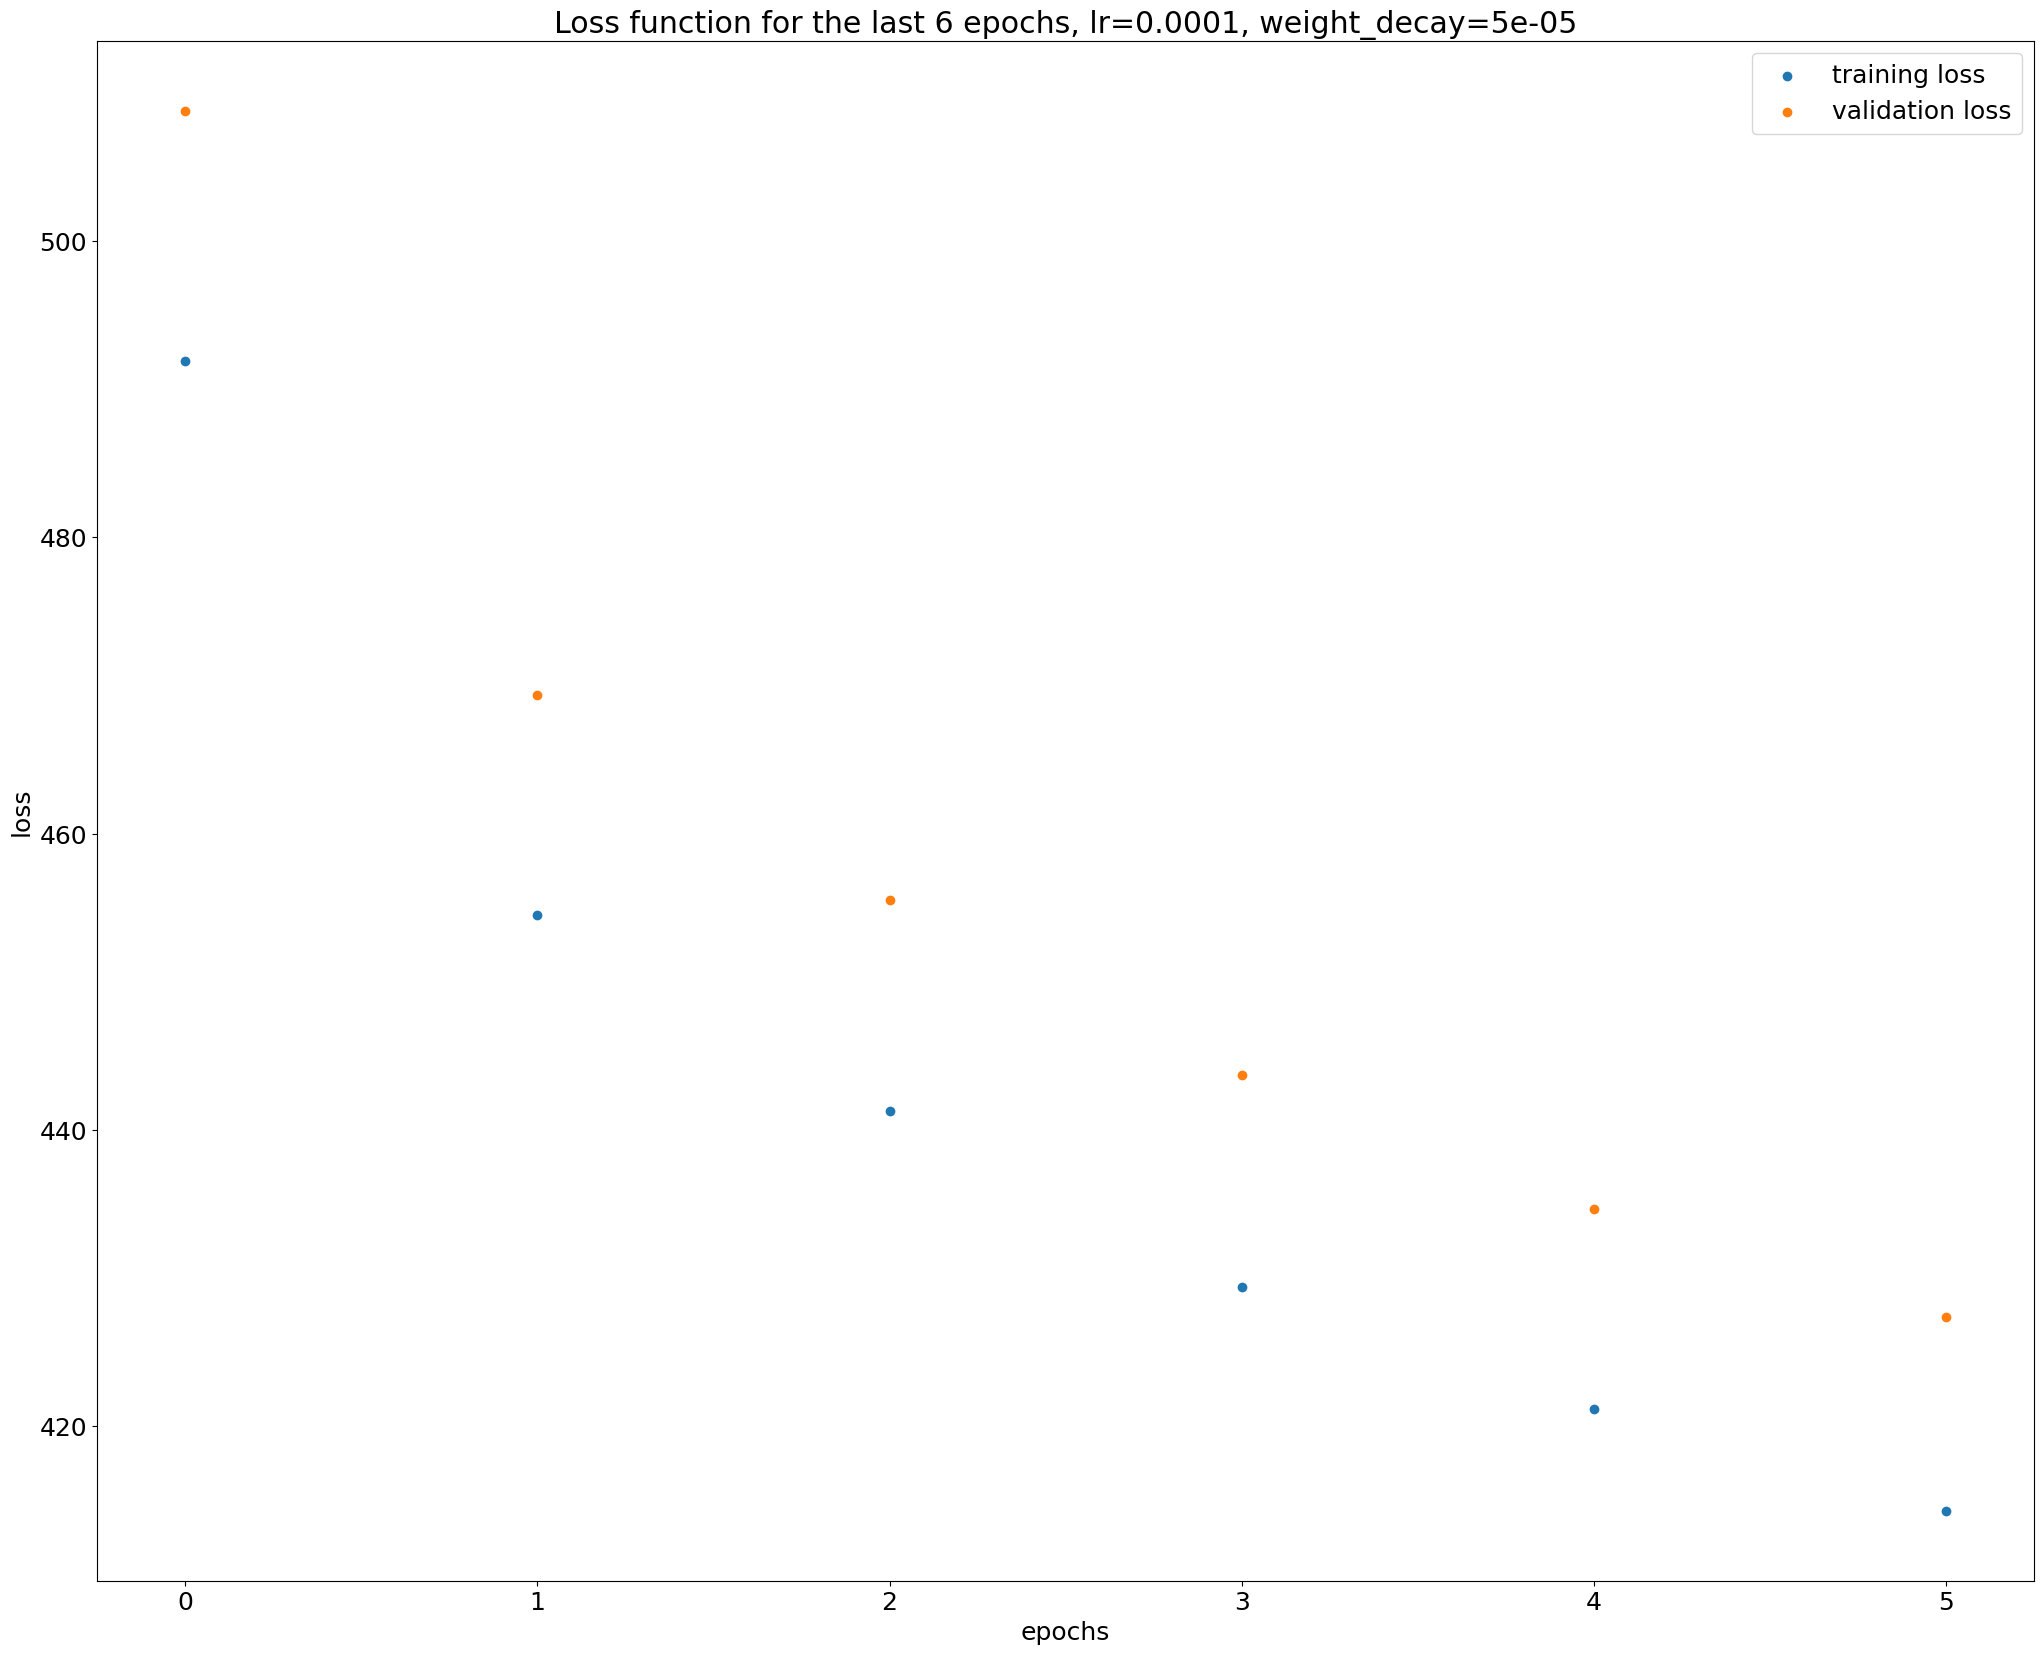 Loss function for the last 6 epochs, lr=0.0001, weight_decay=5e-05
training loss
validation loss
500
480
460
440
420
loss
0 1 2 3 4 5
epochs